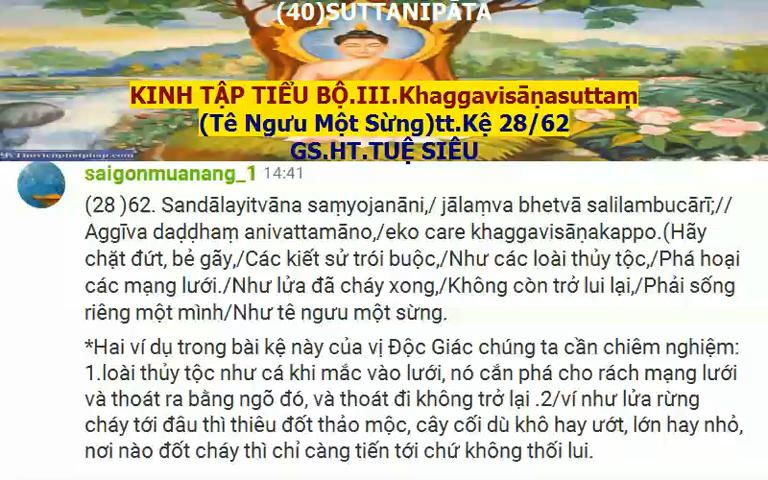 (40)SUTTANIPĀTA
KINH TẬP TIỂU BỘ.III.Khaggavisāṇasuttaṃ
(Tê Ngưu Một Sừng)tt.Kệ 28/62
GS.HT.TUỆ SIÊU
saigonmuanang_1 14:41
(28 )62. Sandālayitvāna saṃyojanāni,/ jālaṃva bhetvā salilambucārī;//
Aggīva daḍḍhaṃ anivattamāno,/eko care khaggavisāṇakappo.(Hãy
chặt đứt, bẻ gãy,/Các kiết sử trói buộc,/Như các loài thủy tộc,/Phá hoại
các mạng lưới./Như lửa đã cháy xong,/Không còn trở lui lại,/Phải sống
riêng một mình/Như tê ngưu một sừng.
*Hai ví dụ trong bài kệ này của vị Độc Giác chúng ta cần chiêm nghiệm:
1.loài thủy tộc như cá khi mắc vào lưới, nó cắn phá cho rách mạng lưới
và thoát ra bằng ngõ đó, và thoát đi không trở lại .2/ví như lửa rừng
cháy tới đâu thì thiêu đốt thảo mộc, cây cối dù khô hay ướt, lớn hay nhỏ,
nơi nào đốt cháy thì chỉ càng tiến tới chứ không thối lui.